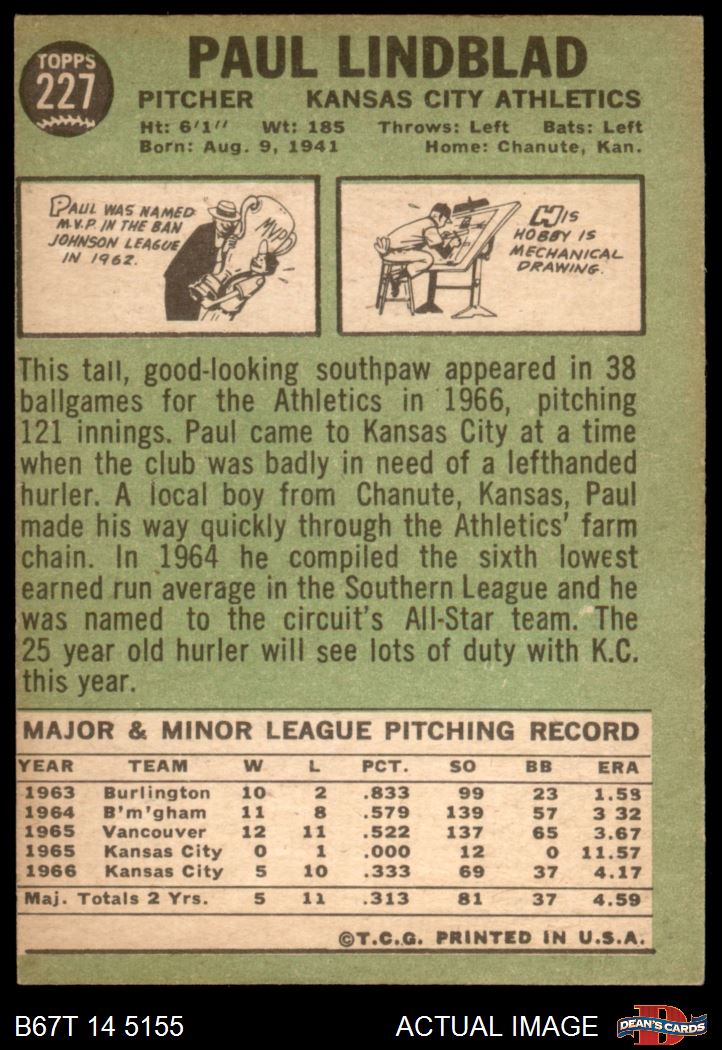 TOPPS
227
PAUL LINDBLAD
PITCHER KANSAS CITY ATHLETICS
Ht: 6'1" Wt: 185 Throws: Left Bats: Left
Born: Aug. 9, 1941 Home: Chanute, Kan.
PAUL WAS NAMED
M.V.P. IN THE BAN
JOHNSON LEAGUE
IN 1962.
MVP
HIS
HOBBY IS
MECHANICAL
DRAWING.
This tall, good-looking southpaw appeared in 38
ballgames for the Athletics in 1966, pitching
121 innings. Paul came to Kansas City at a time
when the club was badly in need of a lefthanded
hurler. A local boy from Chanute, Kansas, Paul
made his way quickly through the Athletics' farm
chain. In 1964 he compiled the sixth lowest
earned run average in the Southern League and he
was named to the circuit's All-Star team. The
25 year old hurler will see lots of duty with K.C.
this year.
MAJOR & MINOR LEAGUE PITCHING RECORD
YEAR TEAM W L PCT. SO BB ERA
1963 Burlington 10 2 .833 99 23 1.58
1964 B'm'gham 11 8 .579 139 57 3 32
1965 Vancouver 12 11 .522 137 65 3.67
1965 Kansas City 0 1 .000 12 0 11.57
1966 Kansas City 5 10 .333 69 37 4.17
Maj. Totals 2 Yrs. 5 11 .313 81 37 4.59
©T.C.G. PRINTED IN U.S.A.
B67T 14 5155 ACTUAL IMAGE
D
DEAN'S CARDS